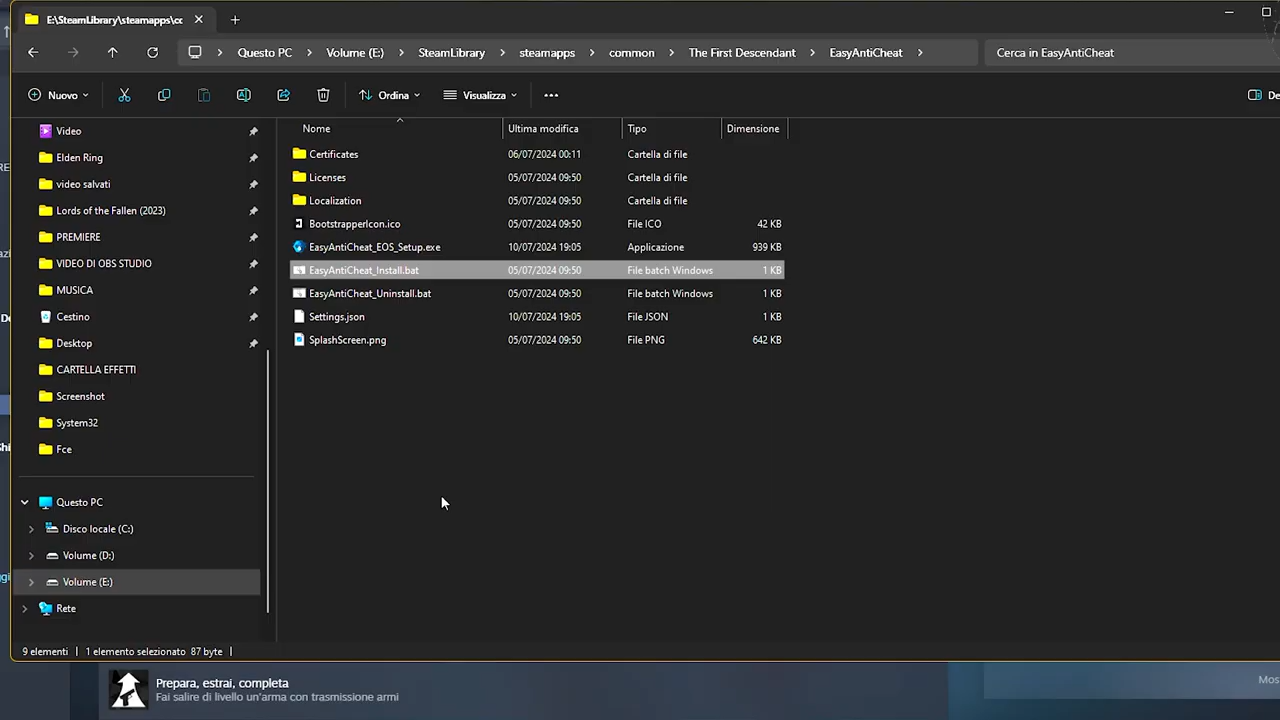 E:\SteamLibrary\steamapps\cc
Questo PC
Volume (E:)
SteamLibrary
steamapps
common
The First Descendant
EasyAntiCheat
Cerca in EasyAntiCheat
Nuovo
Ordina
Visualizza
De
Nome
Ultima modifica
Tipo
Dimensione
Video
Elden Ring
video salvati
Lords of the Fallen (2023)
PREMIERE
VIDEO DI OBS STUDIO
MUSICA
Cestino
Desktop
CARTELLA EFFETTI
Screenshot
System32
Fce
Questo PC
Disco locale (C:)
Volume (D:)
Volume (E:)
Rete
Certificates 06/07/2024 00:11 Cartella di file
Licenses 05/07/2024 09:50 Cartella di file
Localization 05/07/2024 09:50 Cartella di file
BootstrapperIcon.ico 05/07/2024 09:50 File ICO 42 KB
EasyAntiCheat_EOS_Setup.exe 10/07/2024 19:05 Applicazione 939 KB
EasyAntiCheat_Install.bat 05/07/2024 09:50 File batch Windows 1 KB
EasyAntiCheat_Uninstall.bat 05/07/2024 09:50 File batch Windows 1 KB
Settings.json 10/07/2024 19:05 File JSON 1 KB
SplashScreen.png 05/07/2024 09:50 File PNG 642 KB
9 elementi
1 elemento selezionato 87 byte
Prepara, estrai, completa
Fai salire di livello un'arma con trasmissione armi
Mos